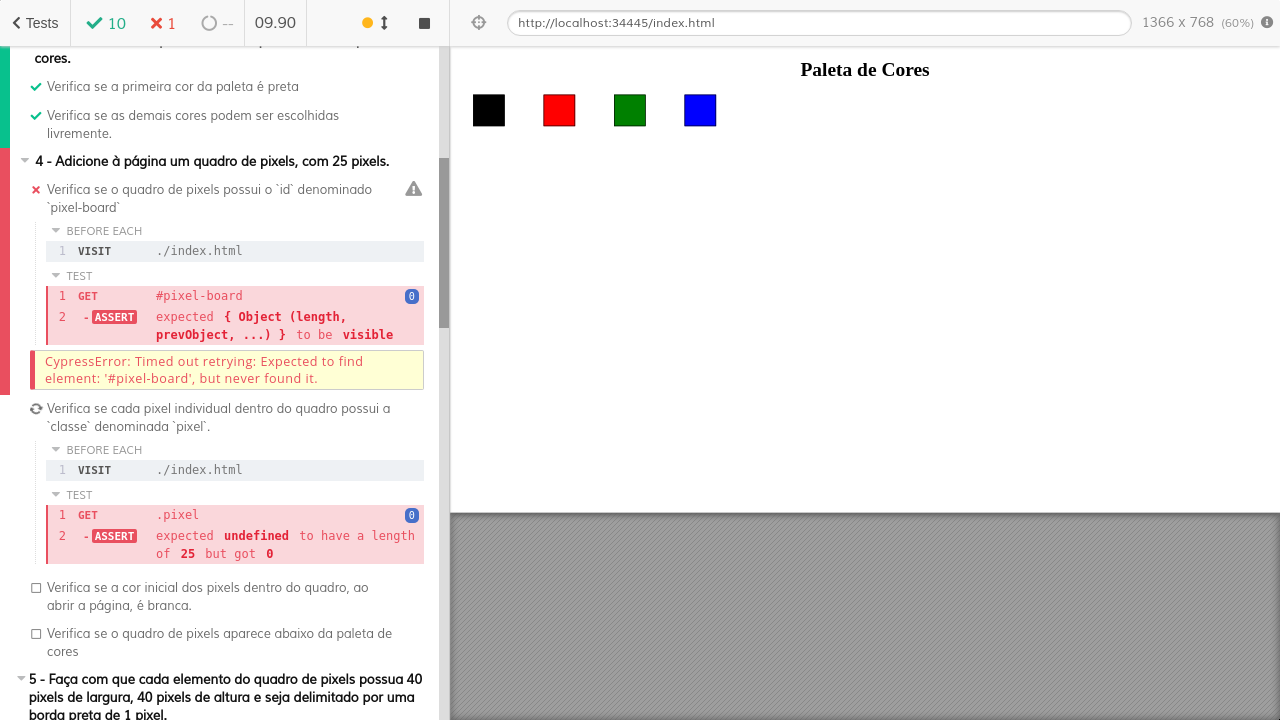 Tests
10
1
--
09.90
http://localhost:34445/index.html
1366 x 768 (60%)
cores.
Verifica se a primeira cor da paleta é preta
Verifica se as demais cores podem ser escolhidas
livremente.
4 - Adicione à página um quadro de pixels, com 25 pixels.
Verifica se o quadro de pixels possui o `id` denominado
`pixel-board`
BEFORE EACH
1 VISIT ./index.html
TEST
1 GET #pixel-board 0
2 -ASSERT expected { Object (length,
prevObject, ...) } to be visible
CypressError: Timed out retrying: Expected to find
element: '#pixel-board', but never found it.
Verifica se cada pixel individual dentro do quadro possui a
`classe` denominada `pixel`.
BEFORE EACH
1 VISIT ./index.html
TEST
1 GET .pixel 0
2 -ASSERT expected undefined to have a length
of 25 but got 0
Verifica se a cor inicial dos pixels dentro do quadro, ao
abrir a página, é branca.
Verifica se o quadro de pixels aparece abaixo da paleta de
cores
5 - Faça com que cada elemento do quadro de pixels possua 40
pixels de largura, 40 pixels de altura e seja delimitado por uma
borda preta de 1 pixel.
Paleta de Cores